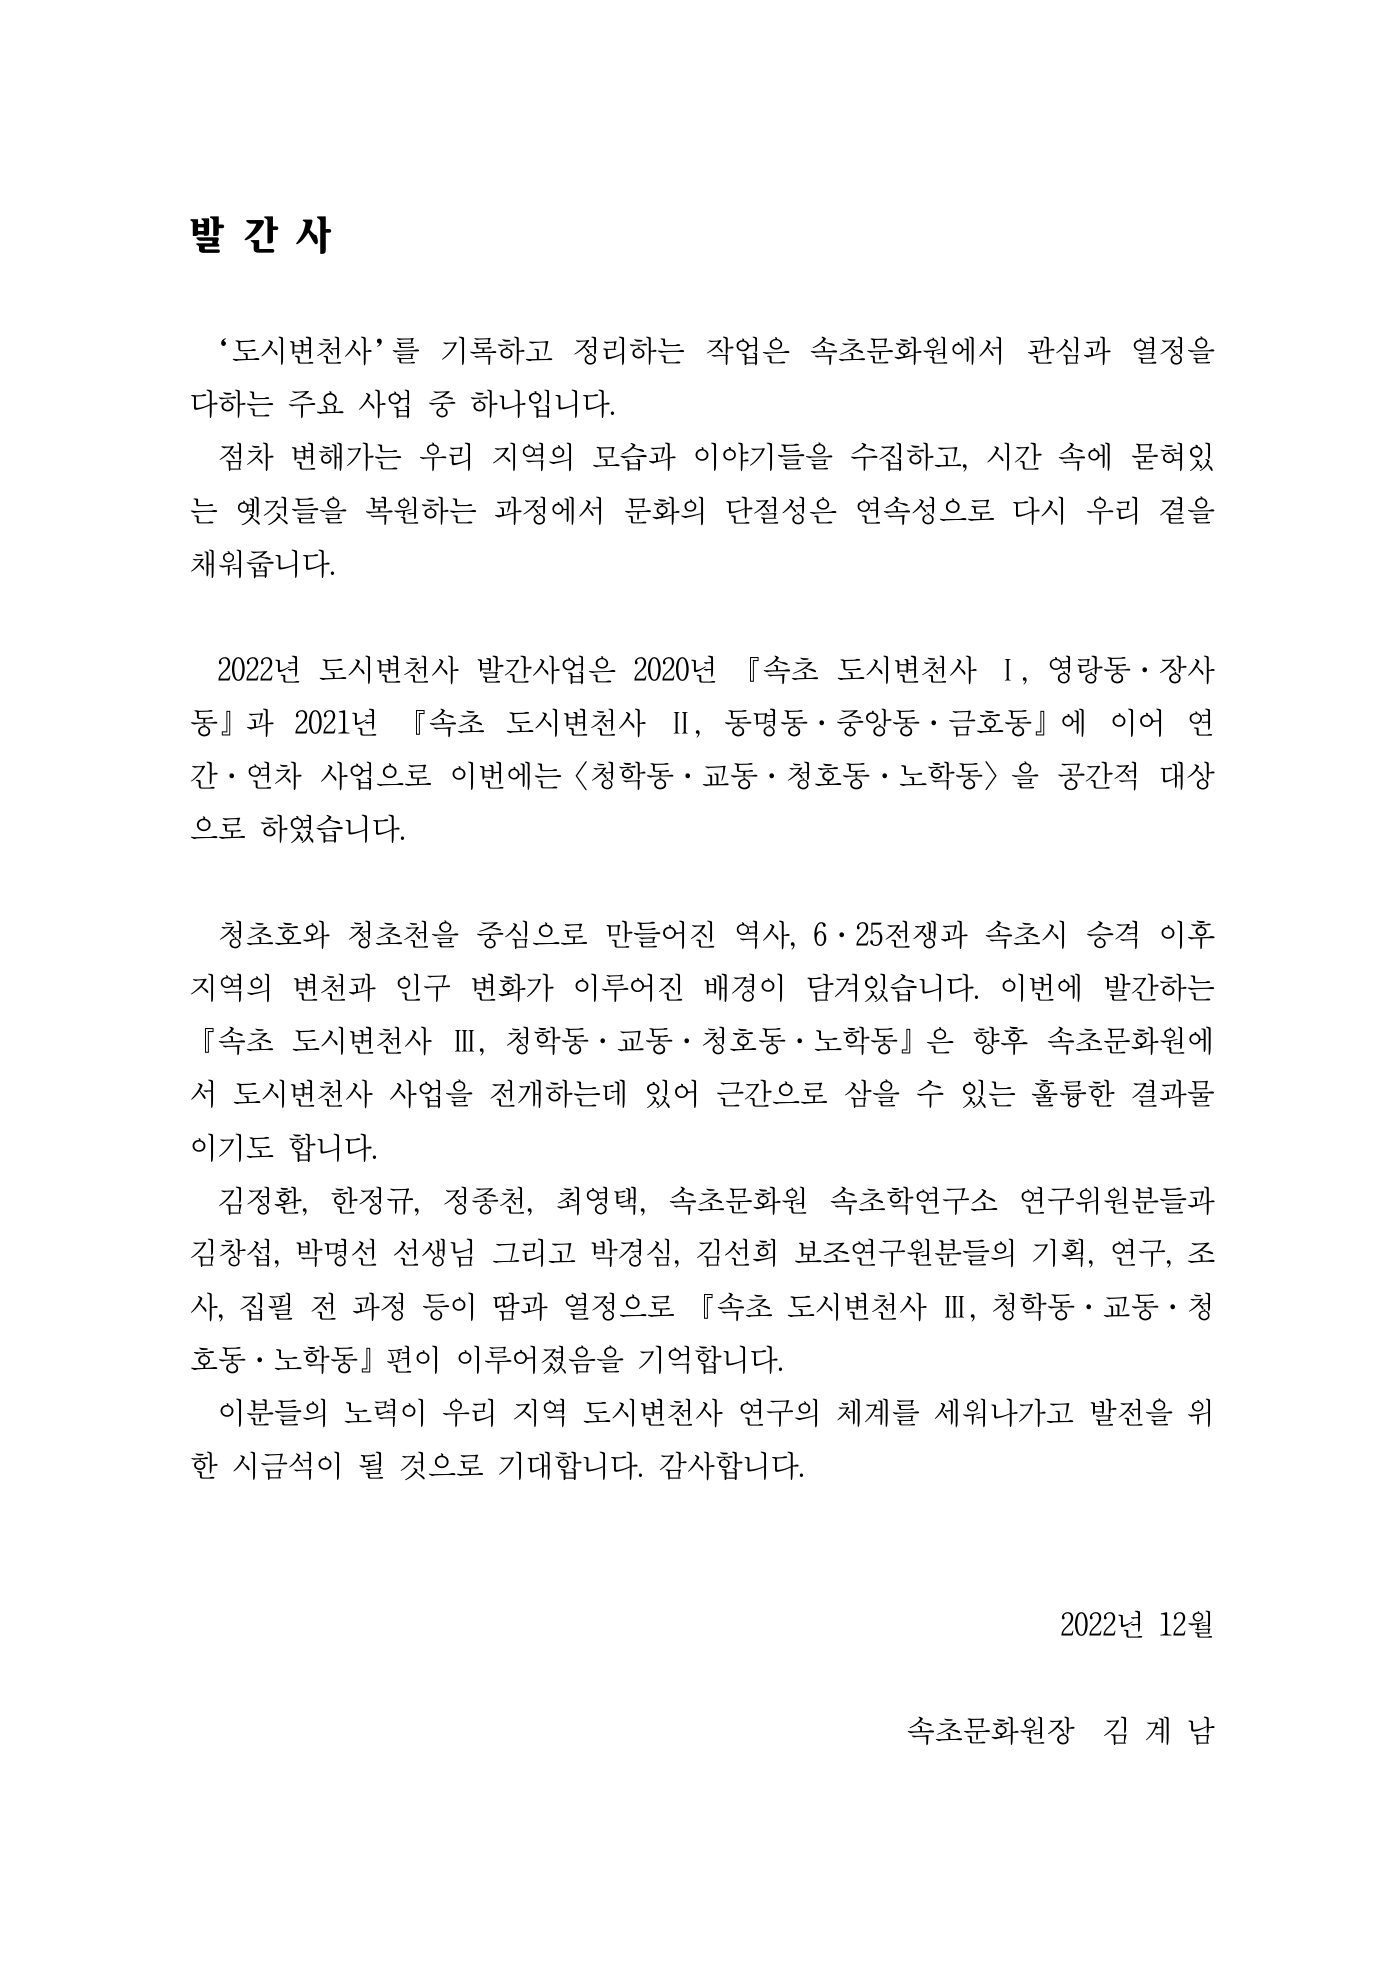 발 간 사
‘도시변천사’를 기록하고 정리하는 작업은 속초문화원에서 관심과 열정을
다하는 주요 사업 중 하나입니다.
점차 변해가는 우리 지역의 모습과 이야기들을 수집하고, 시간 속에 묻혀있
는 옛것들을 복원하는 과정에서 문화의 단절성은 연속성으로 다시 우리 곁을
채워줍니다.
2022년 도시변천사 발간사업은 2020년 『속초 도시변천사 Ⅰ, 영랑동·장사
동』과 2021년 『속초 도시변천사 Ⅱ, 동명동·중앙동·금호동』에 이어 연
간·연차 사업으로 이번에는〈청학동·교동·청호동·노학동〉을 공간적 대상
으로 하였습니다.
청초호와 청초천을 중심으로 만들어진 역사, 6·25전쟁과 속초시 승격 이후
지역의 변천과 인구 변화가 이루어진 배경이 담겨있습니다. 이번에 발간하는
『속초 도시변천사 Ⅲ, 청학동·교동·청호동·노학동』은 향후 속초문화원에
서 도시변천사 사업을 전개하는데 있어 근간으로 삼을 수 있는 훌륭한 결과물
이기도 합니다.
김정환, 한정규, 정종천, 최영택, 속초문화원 속초학연구소 연구위원분들과
김창섭, 박명선 선생님 그리고 박경심, 김선희 보조연구원분들의 기획, 연구, 조
사, 집필 전 과정 등이 땀과 열정으로 『속초 도시변천사 Ⅲ, 청학동·교동·청
호동·노학동』편이 이루어졌음을 기억합니다.
이분들의 노력이 우리 지역 도시변천사 연구의 체계를 세워나가고 발전을 위
한 시금석이 될 것으로 기대합니다. 감사합니다.
2022년 12월
속초문화원장 김 계 남